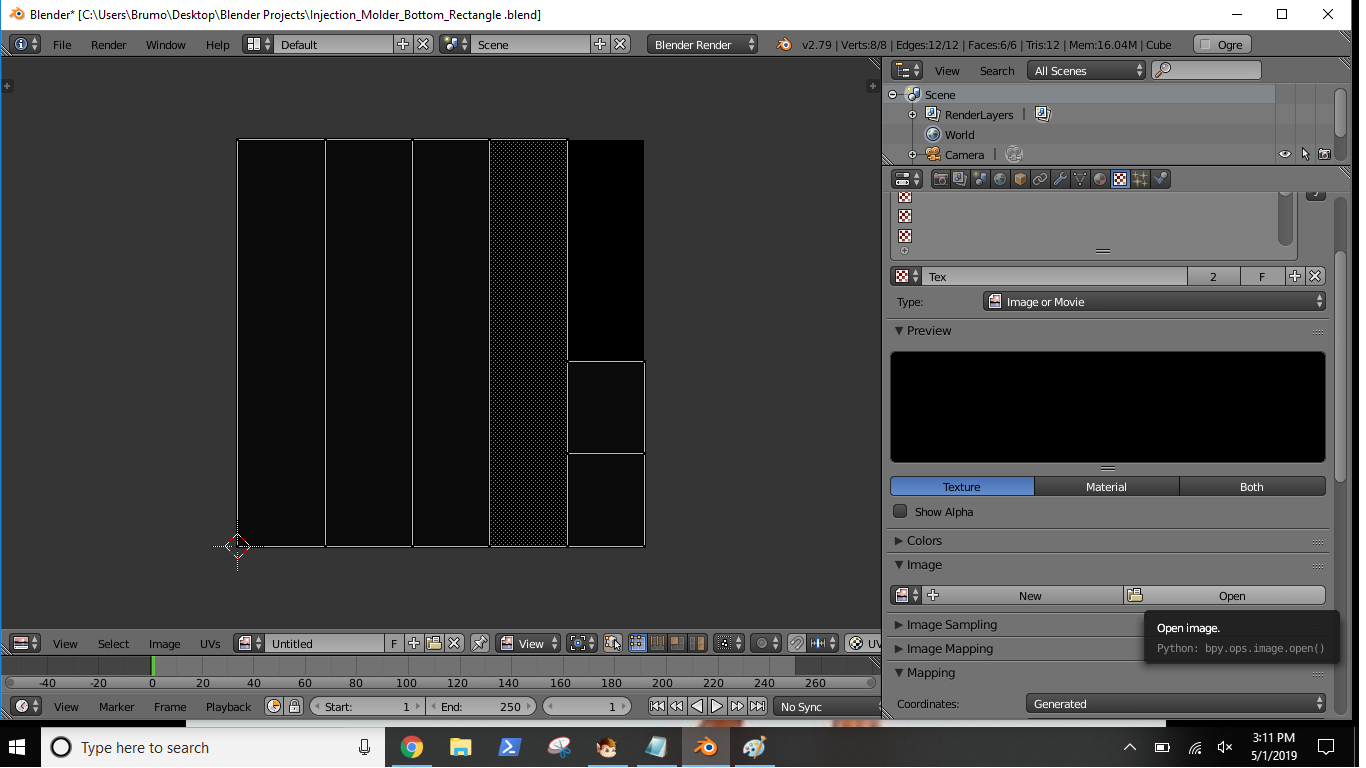 Blender* [C:\Users\Brumo\Desktop\Blender Projects\Injection_Molder_Bottom_Rectangle .blend]
File Render Window Help Default Scene Blender Render v2.79 | Verts:8/8 | Edges:12/12 | Faces:6/6 | Tris:12 | Mem:16.04M | Cube Ogre
View Search All Scenes
Scene
RenderLayers |
World
Camera |
Tex 2 F
Type: Image or Movie
Preview
Texture Material Both
Show Alpha
Colors
Image
New Open
Image Sampling
Image Mapping
Mapping
Coordinates: Generated
Open image.
Python: bpy.ops.image.open()
View Select Image UVs Untitled F View UV
-40 -20 0 20 40 60 80 100 120 140 160 180 200 220 240 260
View Marker Frame Playback Start: 1 End: 250 1 No Sync
Type here to search
3:11 PM
5/1/2019